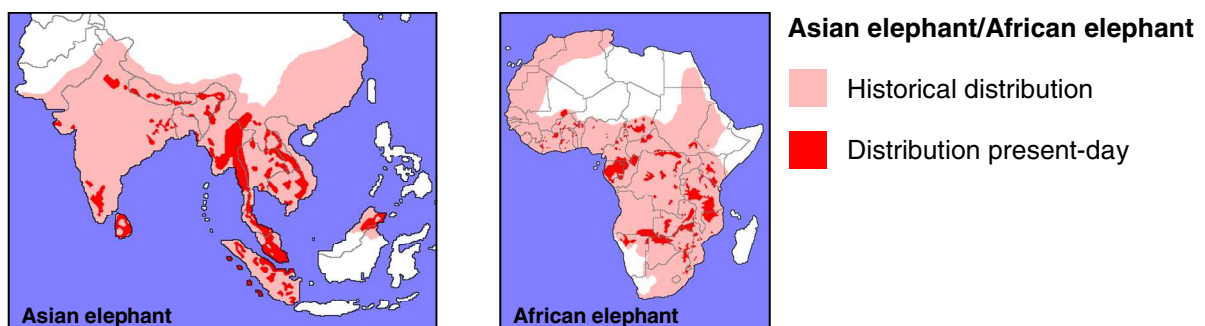 Asian elephant/African elephant
Historical distribution
Distribution present-day
Asian elephant
African elephant